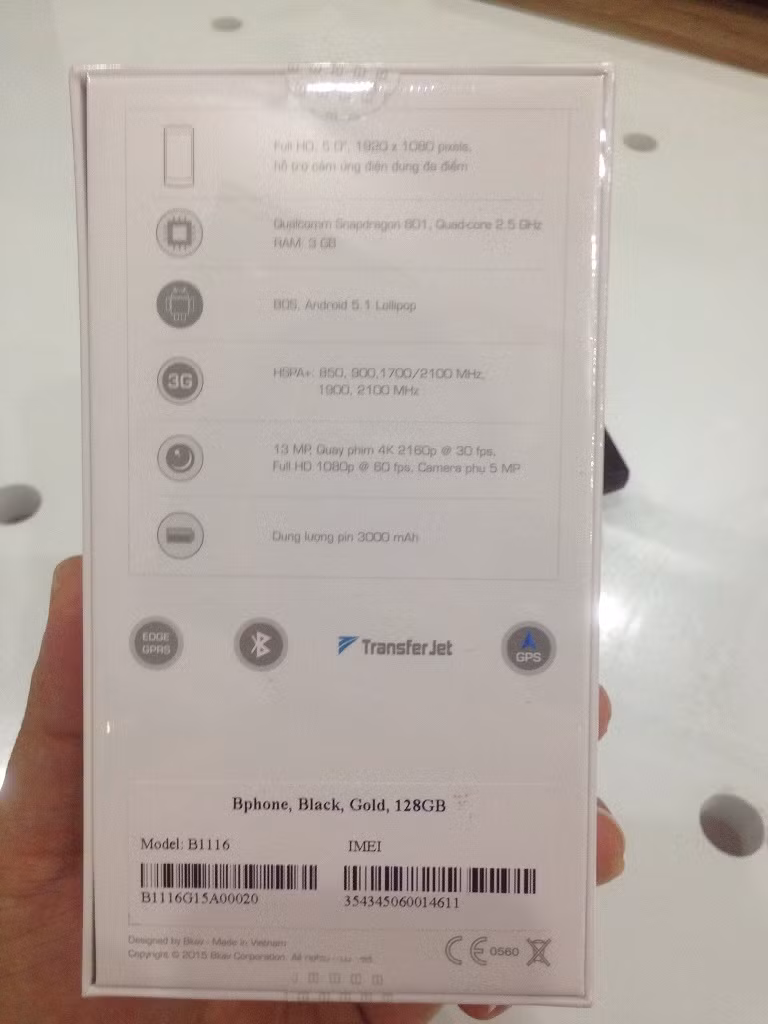 Full HD, 5.0", 1920 x 1080 pixels,
hỗ trợ cảm ứng điện dung đa điểm
Qualcomm Snapdragon 801, Quad-core 2.5 GHz
RAM: 3 GB
BOS, Android 5.1 Lollipop
3G
HSPA+: 850, 900,1700/2100 MHz,
1900, 2100 MHz
13 MP, Quay phim 4K 2160p @ 30 fps,
Full HD 1080p @ 60 fps, Camera phụ 5 MP
Dung lượng pin 3000 mAh
EDGE
GPRS
TransferJet
GPS
Bphone, Black, Gold, 128GB
Model: B1116
IMEI
B1116G15A00020
354345060014611
Designed by Bkav - Made in Vietnam
Copyright © 2015 Bkav Corporation. All rights
CE 0560